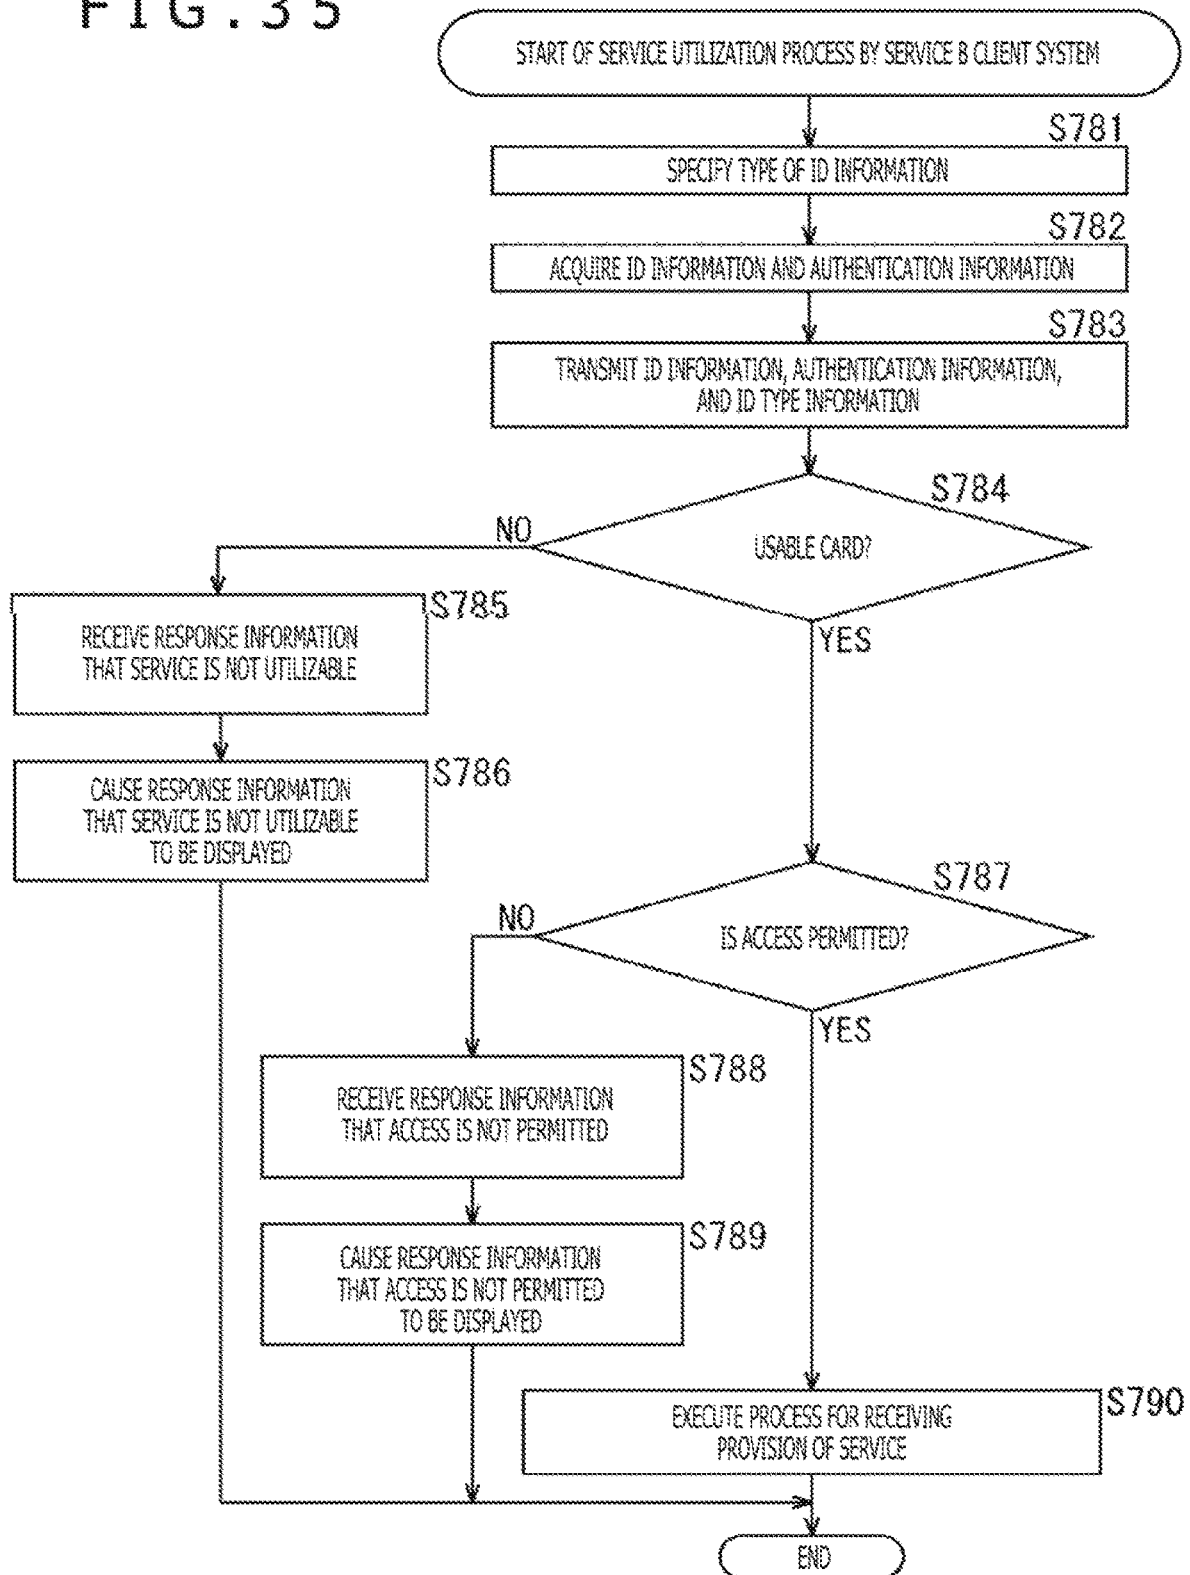 FIG.35
START OF SERVICE UTILIZATION PROCESS BY SERVICE B CLIENT SYSTEM
S781
SPECIFY TYPE OF ID INFORMATION
S782
ACQUIRE ID INFORMATION AND AUTHENTICATION INFORMATION
S783
TRANSMIT ID INFORMATION, AUTHENTICATION INFORMATION,
AND ID TYPE INFORMATION
S784
USABLE CARD?
NO
YES
S785
RECEIVE RESPONSE INFORMATION
THAT SERVICE IS NOT UTILIZABLE
S786
CAUSE RESPONSE INFORMATION
THAT SERVICE IS NOT UTILIZABLE
TO BE DISPLAYED
S787
IS ACCESS PERMITTED?
NO
YES
S788
RECEIVE RESPONSE INFORMATION
THAT ACCESS IS NOT PERMITTED
S789
CAUSE RESPONSE INFORMATION
THAT ACCESS IS NOT PERMITTED
TO BE DISPLAYED
S790
EXECUTE PROCESS FOR RECEIVING
PROVISION OF SERVICE
END